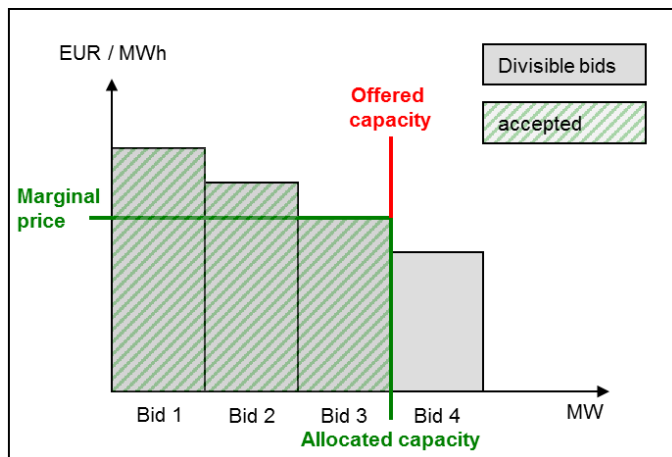 EUR / MWh
Divisible bids
Offered
capacity
accepted
Marginal
price
Bid 1
Bid 2
Bid 3
Bid 4
MW
Allocated capacity